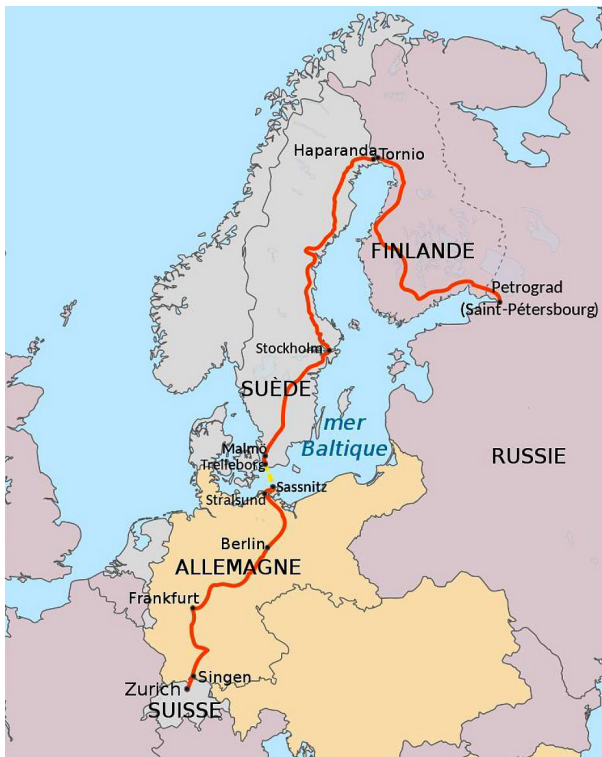 Haparanda
Tornio
FINLANDE
Petrograd
(Saint-Pétersbourg)
Stockholm
SUÈDE
mer
Baltique
Malmö
Trelleborg
RUSSIE
Sassnitz
Stralsund
Berlin
ALLEMAGNE
Frankfurt
Singen
Zurich
SUISSE